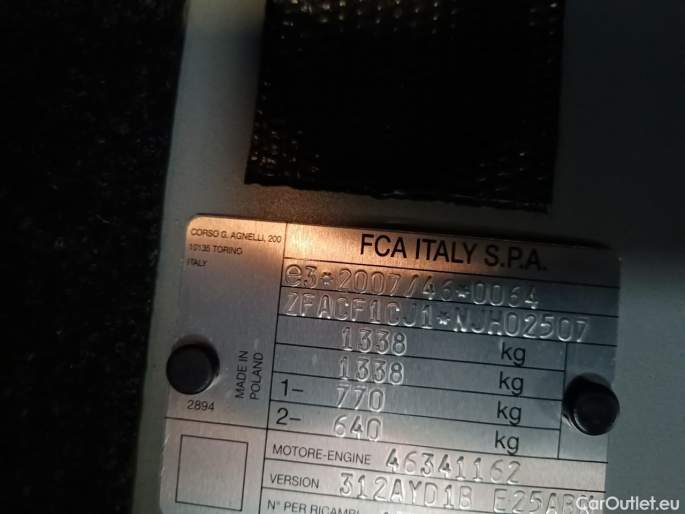 CORSO G. AGNELLI, 200
10135 TORINO
ITALY
FCA ITALY S.P.A.
e3*2007/46*0064
ZFACF1CJ1*NJH02507
1338 kg
1338 kg
1- 770 kg
2- 640 kg
MADE IN
POLAND
2894
MOTORE-ENGINE 46341162
VERSION 312AYD1B
N° PER RICAMBI
CarOutlet.eu